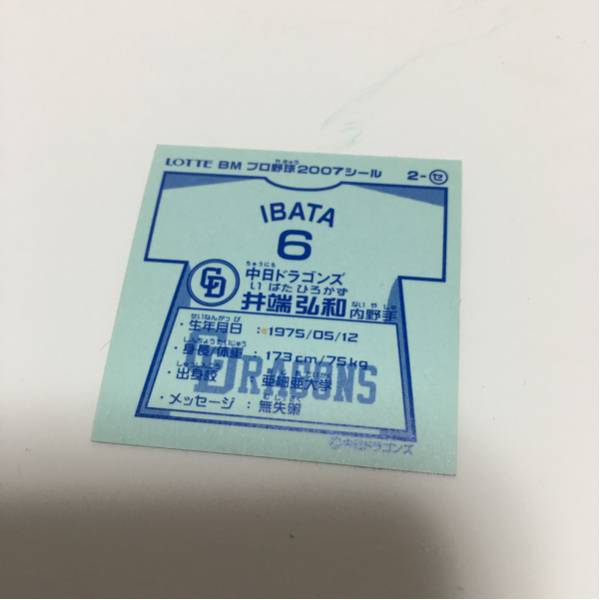 LOTTE BM プロ野球2007シール 2-㋝
やきゅう
IBATA
6
ちゅうにち
CD 中日ドラゴンズ
いばた ひろかず ないやしゅ
井端 弘和 内野手
せいねんがっぴ
・生年月日 :1975/05/12
しんちょう たいじゅう
・身長/体重 :173cm/75kg
・出身校 :亜細亜大学
・メッセージ :無失策
DRAGONS
中日ドラゴンズ